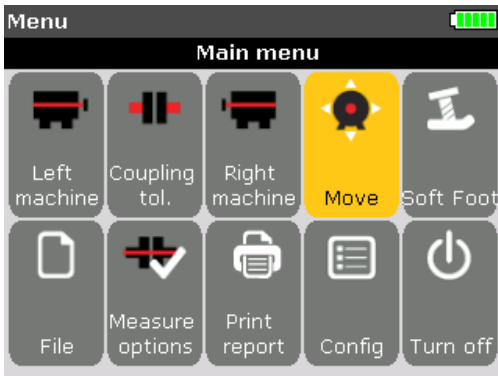 Menu
Main menu
Left
machine
Coupling
tol.
Right
machine
Move
Soft Foot
File
Measure
options
Print
report
Config
Turn off